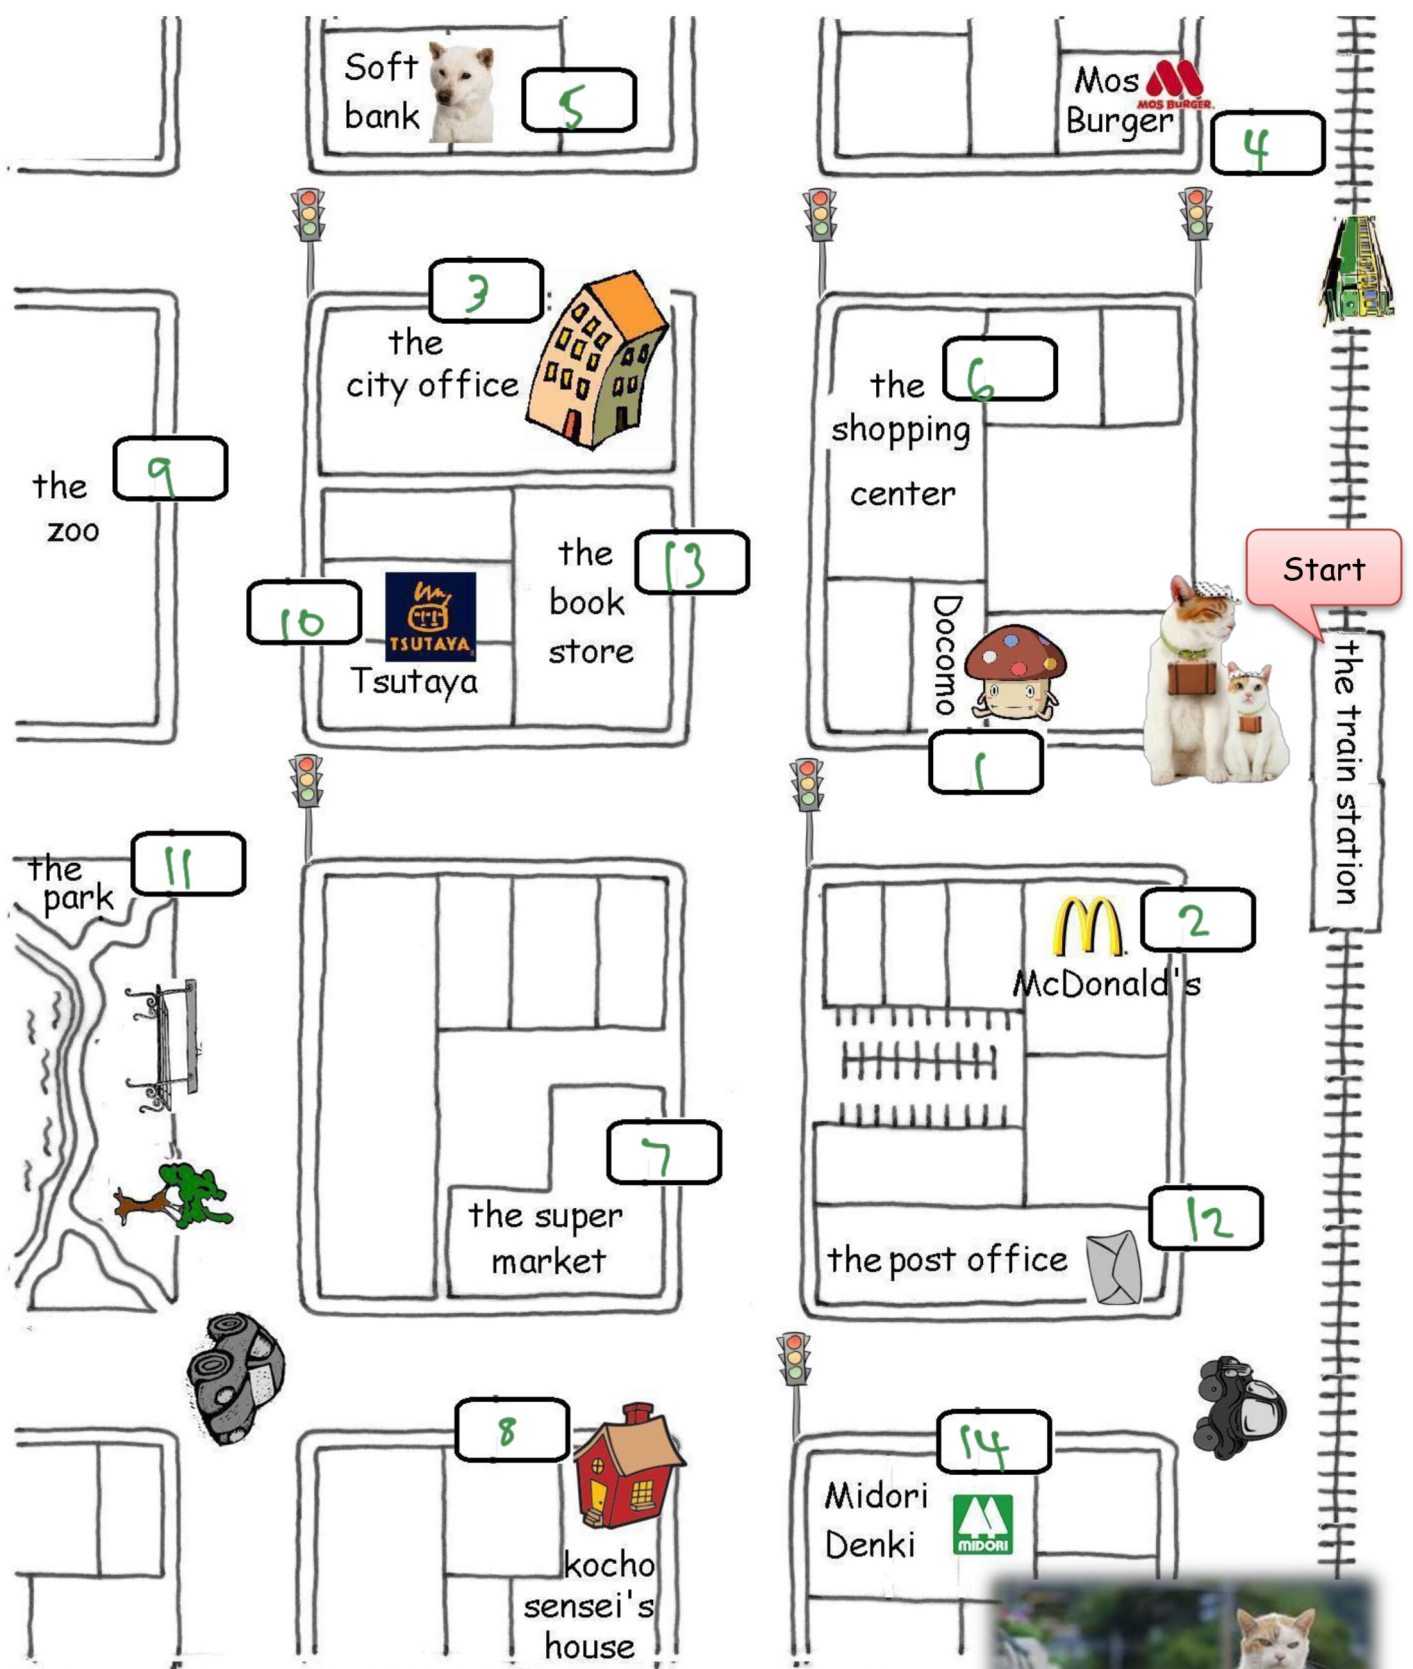 Soft
bank
5
Mos
Burger
MOS BURGER.
4
3
the
city office
the
shopping
center
6
the
zoo
9
the
book
store
13
10
TSUTAYA
Tsutaya
Docomo
1
Start
the train station
the
park
11
McDonald's
2
7
the super
market
the post office
12
8
kocho
sensei's
house
14
Midori
Denki
MIDORI